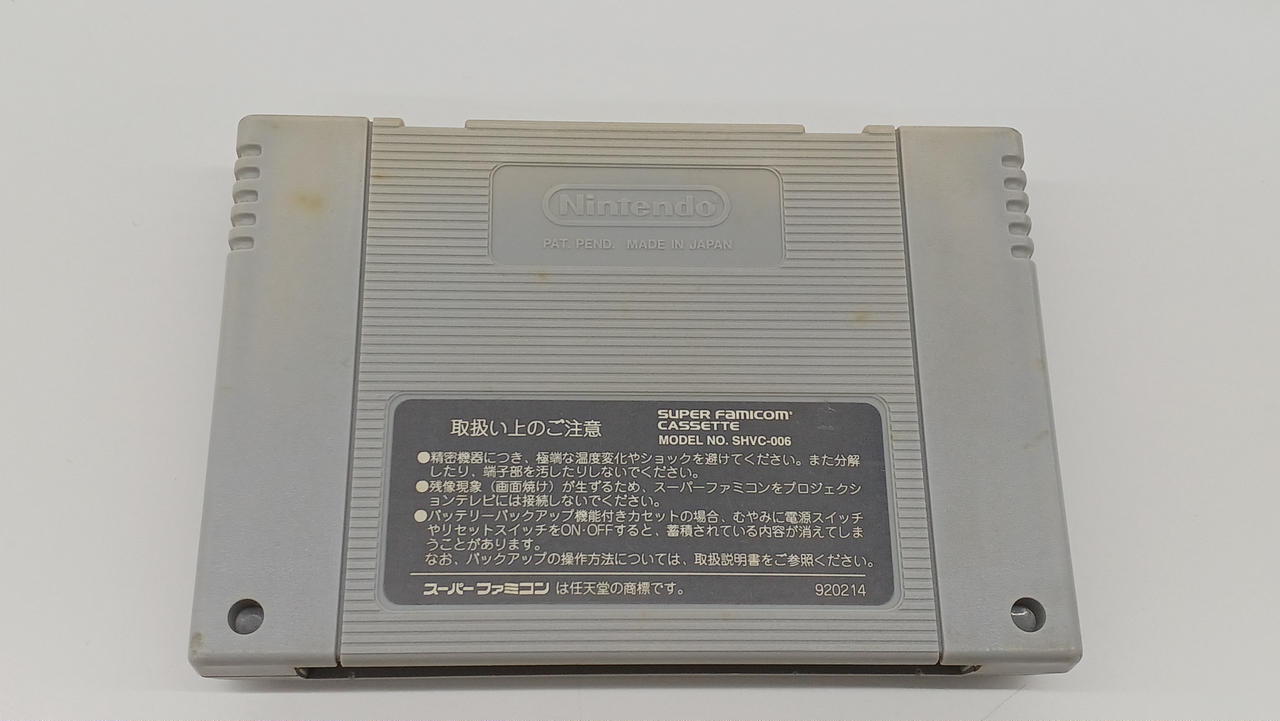 Nintendo
PAT. PEND. MADE IN JAPAN
取扱い上のご注意
SUPER FAMICOM
CASSETTE
MODEL NO. SHVC-006
●精密機器につき、極端な温度変化やショックを避けてください。また分解
したり、端子部を汚したりしないでください。
●残像現象（画面焼け）が生ずるため、スーパーファミコンをプロジェクシ
ョンテレビには接続しないでください。
●バッテリーバックアップ機能付きカセットの場合、むやみに電源スイッチ
やリセットスイッチをON·OFFすると、蓄積されている内容が消えてしま
うことがあります。
なお、バックアップの操作方法については、取扱説明書をご参照ください。
スーパーファミコン は任天堂の商標です。
920214